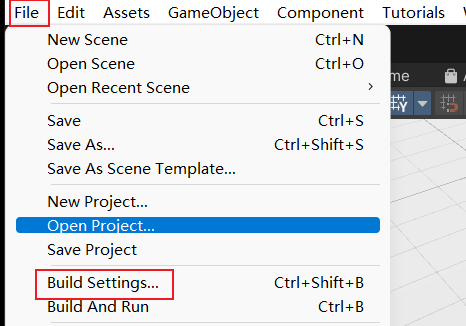 File Edit Assets GameObject Component Tutorials
New Scene Ctrl+N
Open Scene Ctrl+O
Open Recent Scene >
Save Ctrl+S
Save As... Ctrl+Shift+S
Save As Scene Template...
New Project...
Open Project...
Save Project
Build Settings... Ctrl+Shift+B
Build And Run Ctrl+B
me
Y